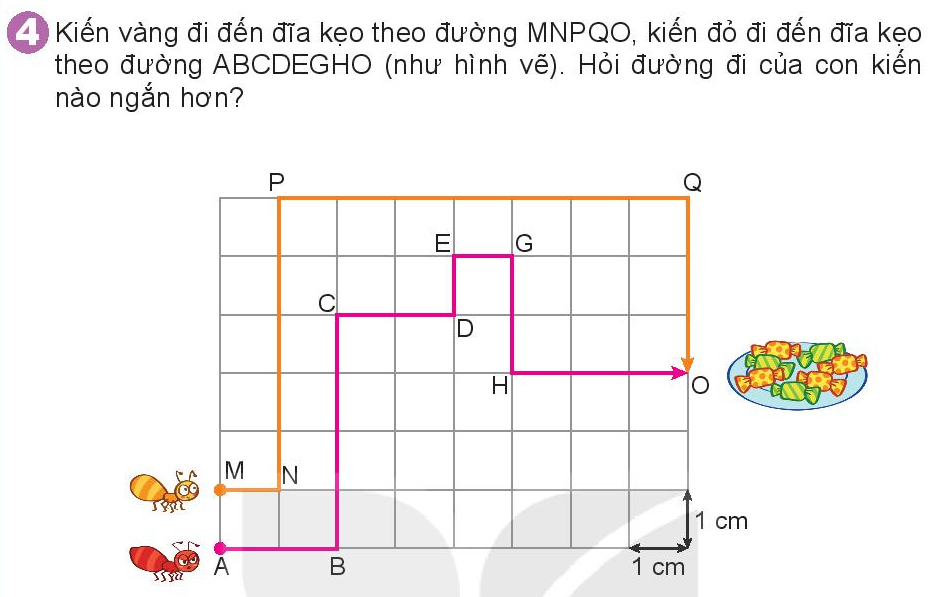 4 Kiến vàng đi đến đĩa kẹo theo đường MNPQO, kiến đỏ đi đến đĩa kẹo
theo đường ABCDEGHO (như hình vẽ). Hỏi đường đi của con kiến
nào ngắn hơn?
P Q
E G
C
D
H O
M N
1 cm
A B 1 cm